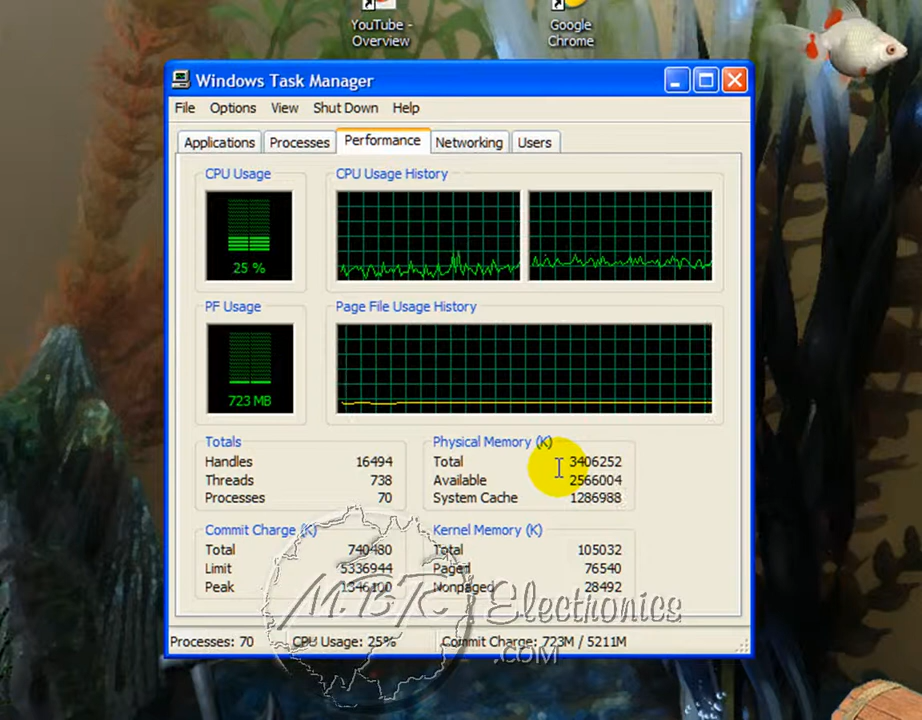 YouTube -
Overview
Google
Chrome
Windows Task Manager
File Options View Shut Down Help
Applications Processes Performance Networking Users
CPU Usage
CPU Usage History
25 %
PF Usage
Page File Usage History
723 MB
Totals
Handles 16494
Threads 738
Processes 70
Physical Memory (K)
Total 3406252
Available 2566004
System Cache 1286988
Commit Charge (K)
Total 740480
Limit 5336944
Peak 1346100
Kernel Memory (K)
Total 105032
Paged 76540
Nonpaged 28492
M.B.R. Electronics
.COM
Processes: 70 CPU Usage: 25% Commit Charge: 723M / 5211M